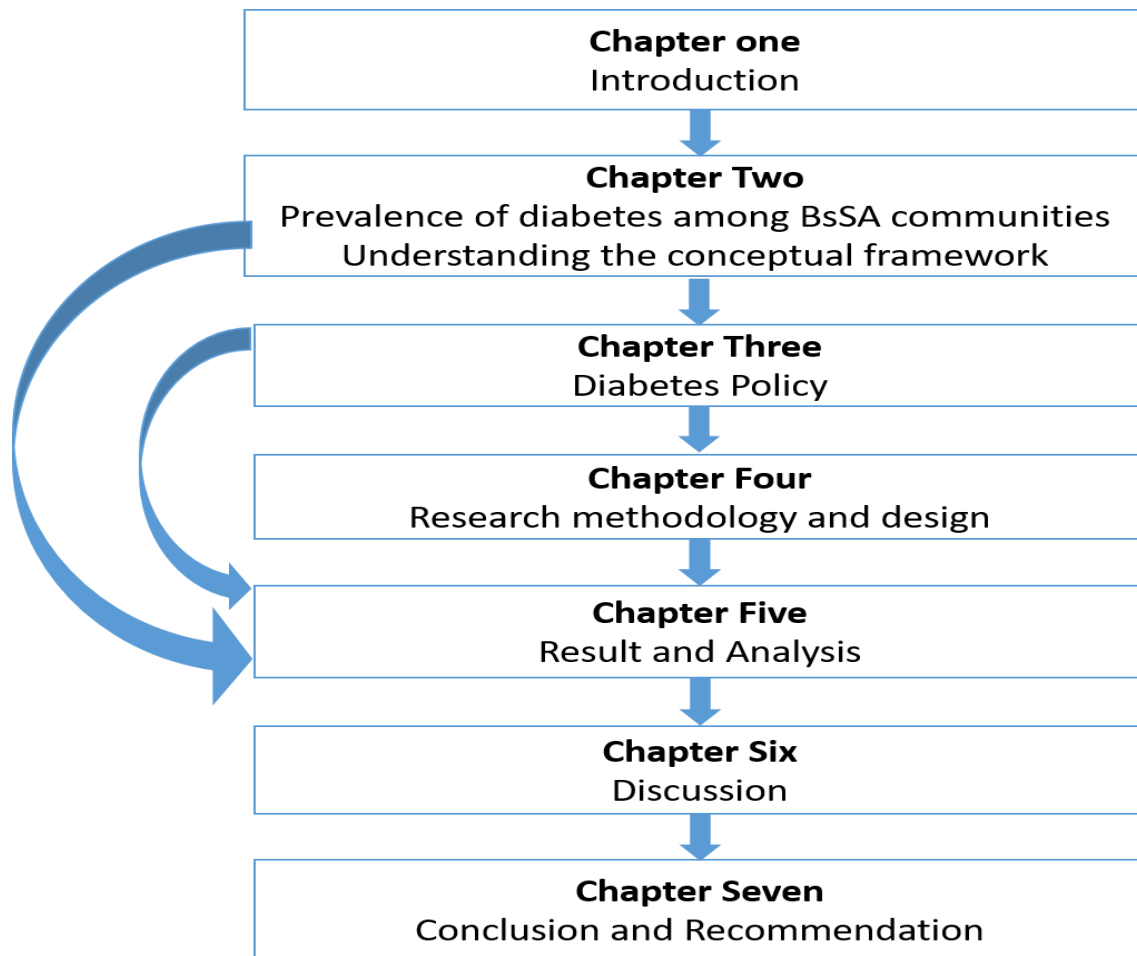 Chapter one
Introduction
Chapter Two
Prevalence of diabetes among BsSA communities
Understanding the conceptual framework
Chapter Three
Diabetes Policy
Chapter Four
Research methodology and design
Chapter Five
Result and Analysis
Chapter Six
Discussion
Chapter Seven
Conclusion and Recommendation